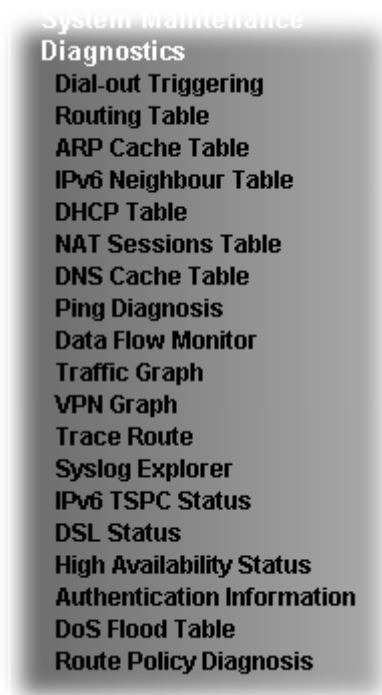 System Maintenance
Diagnostics
Dial-out Triggering
Routing Table
ARP Cache Table
IPv6 Neighbour Table
DHCP Table
NAT Sessions Table
DNS Cache Table
Ping Diagnosis
Data Flow Monitor
Traffic Graph
VPN Graph
Trace Route
Syslog Explorer
IPv6 TSPC Status
DSL Status
High Availability Status
Authentication Information
DoS Flood Table
Route Policy Diagnosis